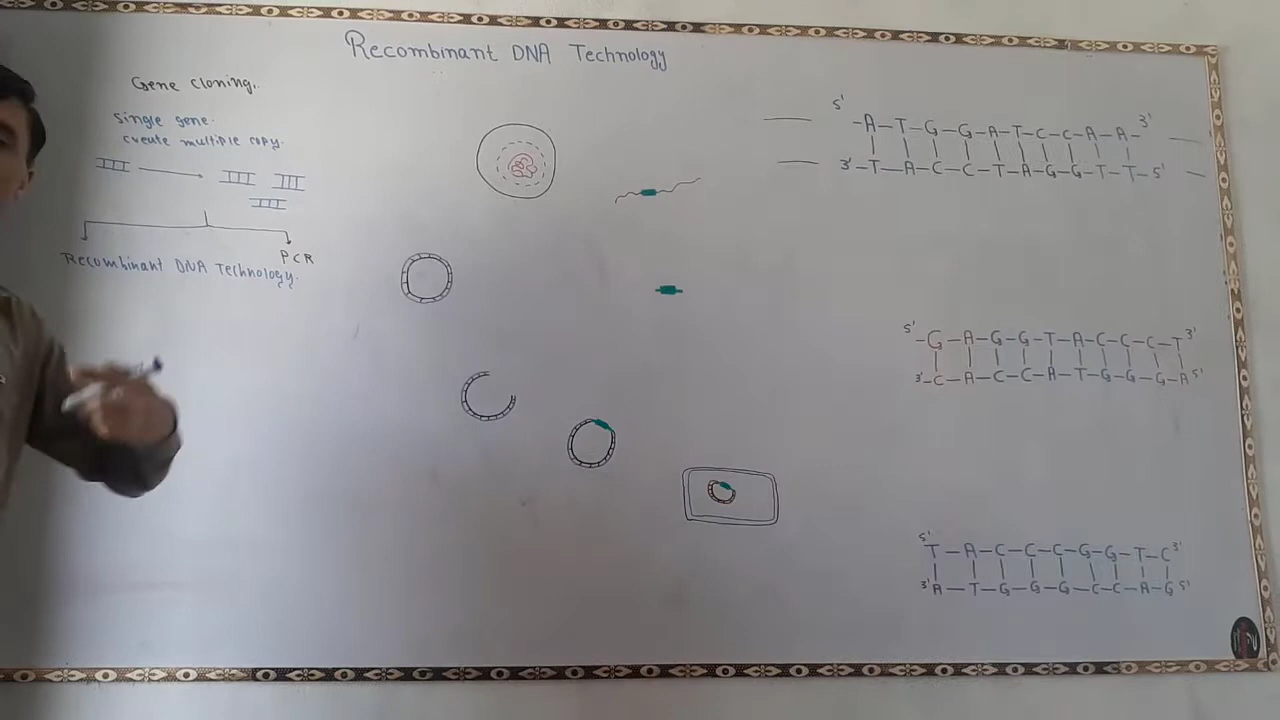 Recombinant DNA Technology
Gene cloning.
Single gene.
create multiple copy.
Recombinant DNA Technology.
PCR
5' -A-T-G-G-A-T-C-C-A-A- 3'
3'-T-A-C-C-T-A-G-G-T-T-5'
5' -G-A-G-G-T-A-C-C-C-T 3'
3'-C-A-C-C-A-T-G-G-G-A 5'
5' T-A-C-C-C-G-G-T-C 3'
3' A-T-G-G-G-C-C-A-G 5'